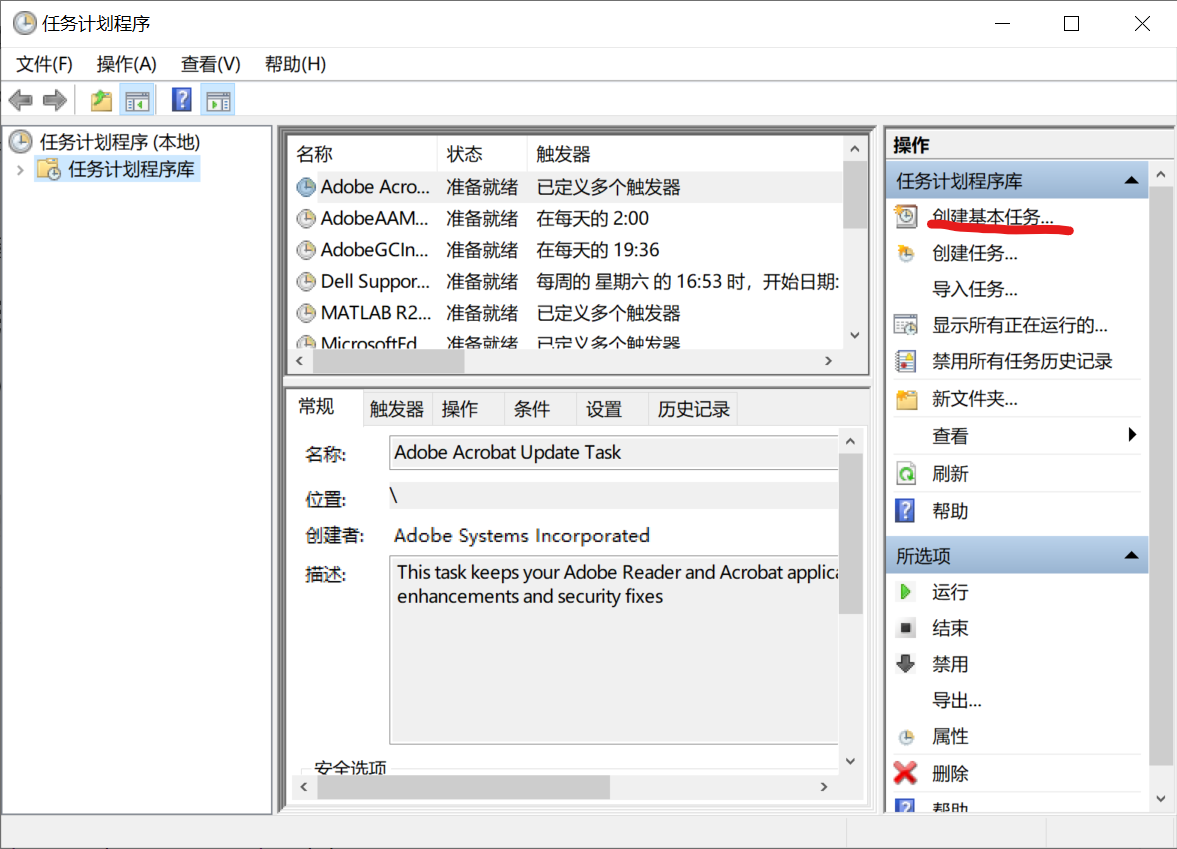 任务计划程序
文件(F) 操作(A) 查看(V) 帮助(H)
任务计划程序 (本地)
任务计划程序库
名称 状态 触发器
Adobe Acro... 准备就绪 已定义多个触发器
AdobeAAM... 准备就绪 在每天的 2:00
AdobeGCIn... 准备就绪 在每天的 19:36
Dell Suppor... 准备就绪 每周的 星期六 的 16:53 时，开始日期:
MATLAB R2... 准备就绪 已定义多个触发器
MicrosoftEd 准备就绪 已定义多个触发器
常规 触发器 操作 条件 设置 历史记录
名称: Adobe Acrobat Update Task
位置: \
创建者: Adobe Systems Incorporated
描述: This task keeps your Adobe Reader and Acrobat applica
enhancements and security fixes
安全选项
操作
任务计划程序库
创建基本任务...
创建任务...
导入任务...
显示所有正在运行的...
禁用所有任务历史记录
新文件夹...
查看
刷新
帮助
所选项
运行
结束
禁用
导出...
属性
删除
帮助